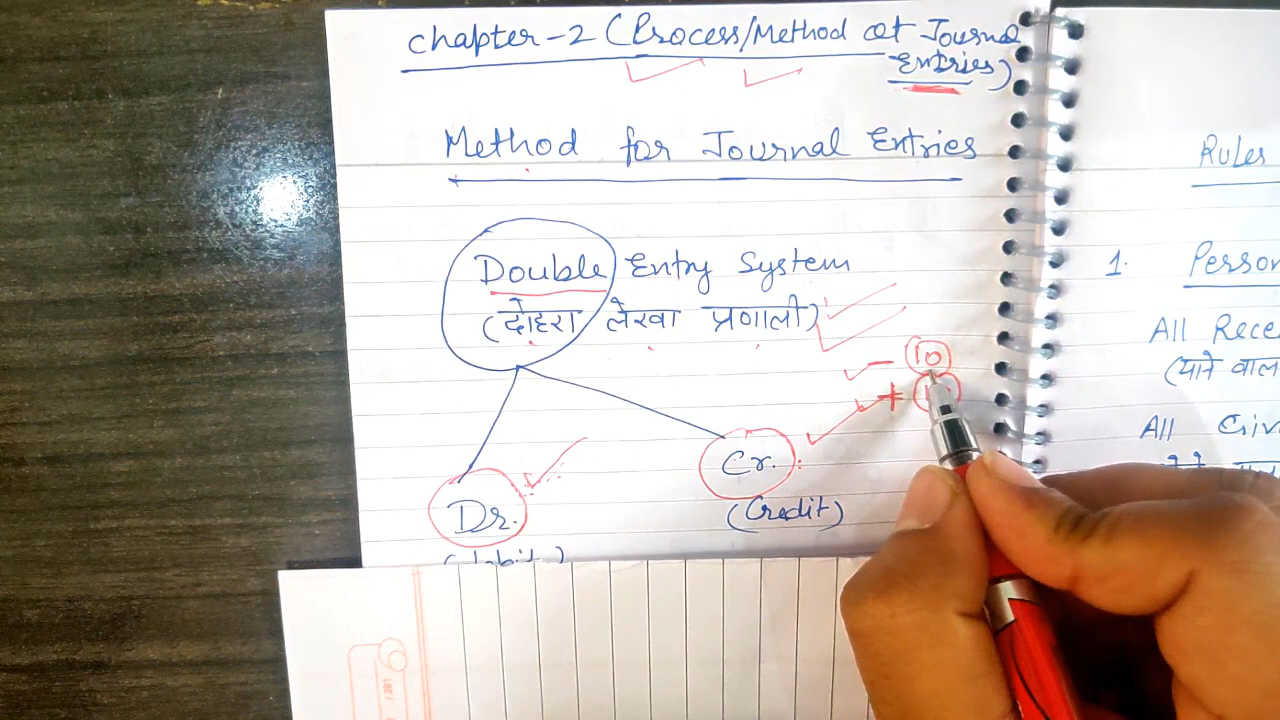 Chapter-2 (Process/Method of Journal
Entries)
Method for Journal Entries
Double Entry System
(दोहरा लेखा प्रणाली)
- 10
+
Dr.
Cr.
(Credit)
Rules
1. Person
All Rece
All Giv